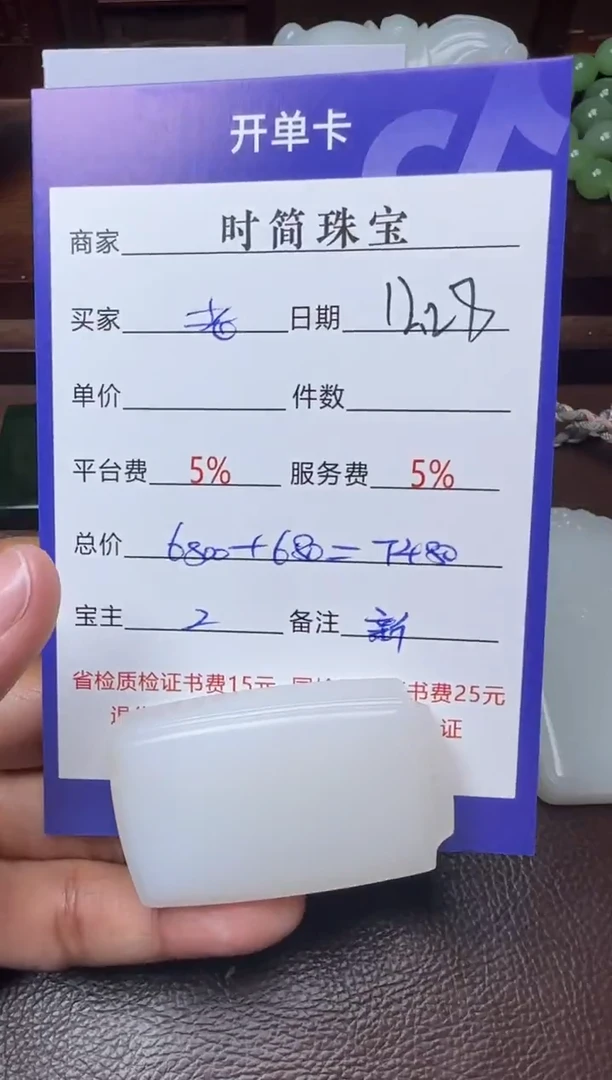 开单卡
商家 时简珠宝
买家 老 日期 12.28
单价 件数
平台费 5% 服务费 5%
总价 6800+680=7480
宝主 2 备注 新
省检质检证书费15元 书费25元
证